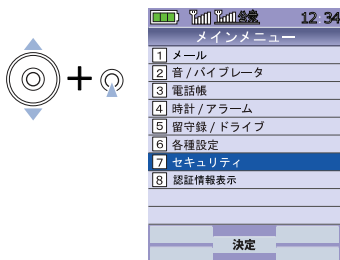 12:34
メインメニュー
1 メール
2 音/バイブレータ
3 電話帳
4 時計/アラーム
5 留守録/ドライブ
6 各種設定
7 セキュリティ
8 認証情報表示
決定